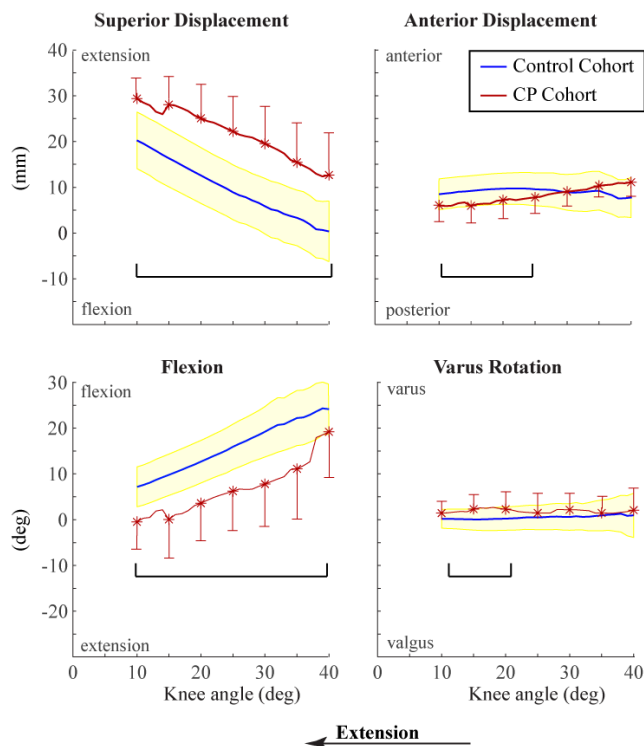 Superior Displacement
Anterior Displacement
40
30
20
10
0
-10
(mm)
extension
flexion
anterior
posterior
Control Cohort
CP Cohort
Flexion
Varus Rotation
30
20
10
0
-10
-20
(deg)
flexion
extension
varus
valgus
0 10 20 30 40
0 10 20 30 40
Knee angle (deg)
Knee angle (deg)
Extension